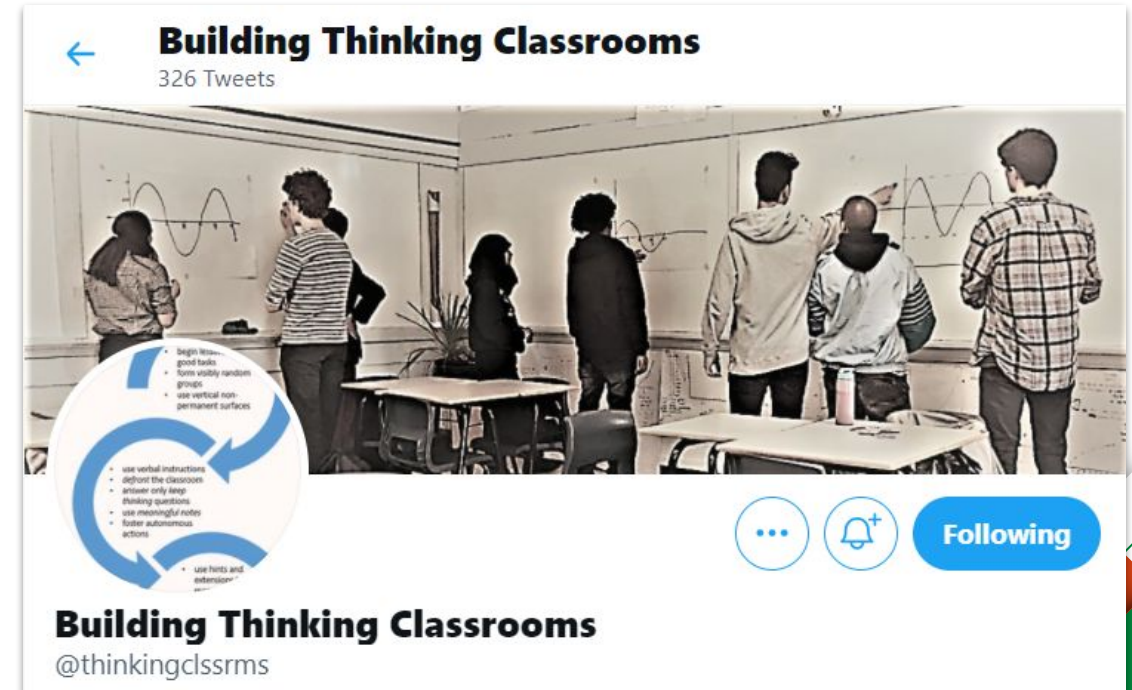 Building Thinking Classrooms
326 Tweets
begin
good tasks
form visibly random
groups
use vertical non-
permanent surfaces
use verbal instructions
defront the classroom
answer only keep
thinking questions
use meaningful notes
foster autonomous
actions
use hints and
Following
Building Thinking Classrooms
@thinkingclssrms